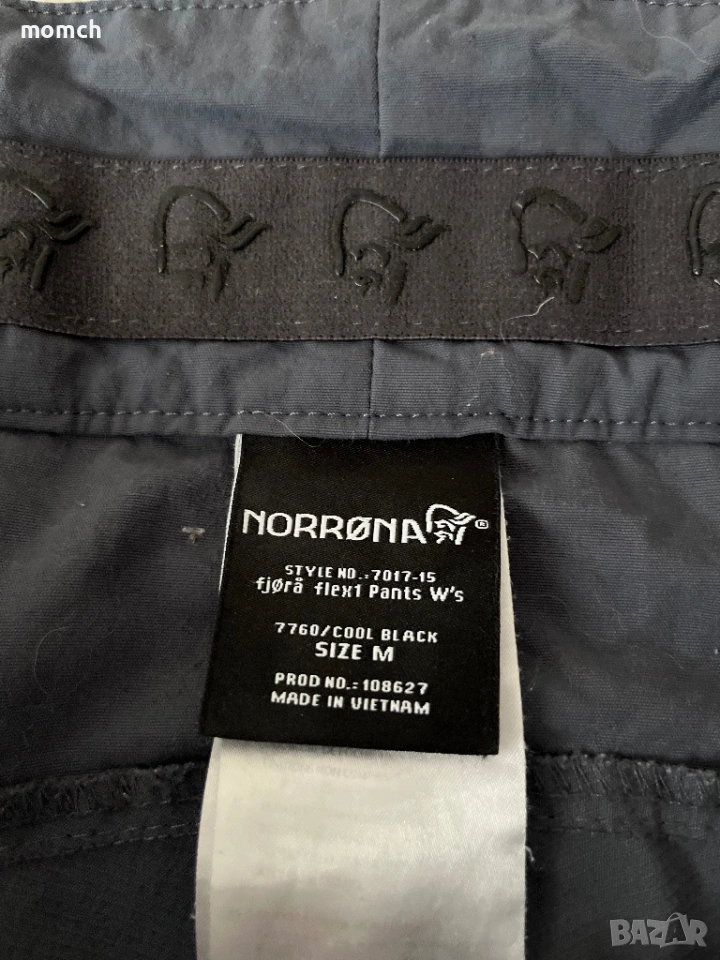 momch
NORRØNA®
STYLE NO.:7017-15
fjørå flex1 Pants W's
7760/COOL BLACK
SIZE M
PROD NO.: 108627
MADE IN VIETNAM
BAZAR